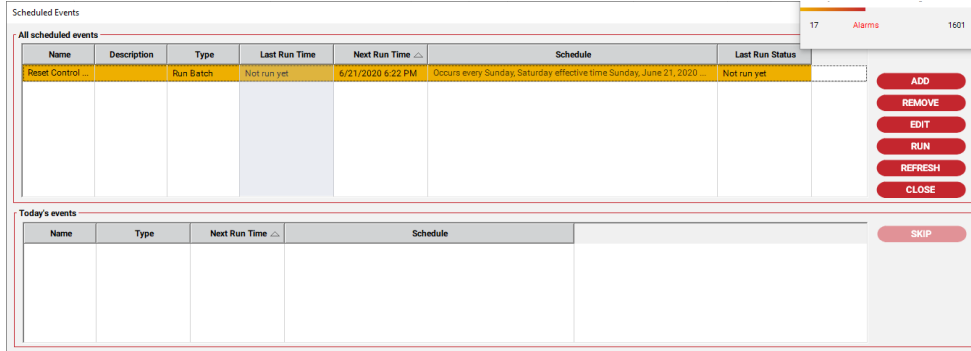 Scheduled Events
17 Alarms 1601
All scheduled events
Name Description Type Last Run Time Next Run Time Schedule Last Run Status
Reset Control ... Run Batch Not run yet 6/21/2020 6:22 PM Occurs every Sunday, Saturday effective time Sunday, June 21, 2020 ... Not run yet
ADD
REMOVE
EDIT
RUN
REFRESH
CLOSE
Today's events
Name Type Next Run Time Schedule
SKIP